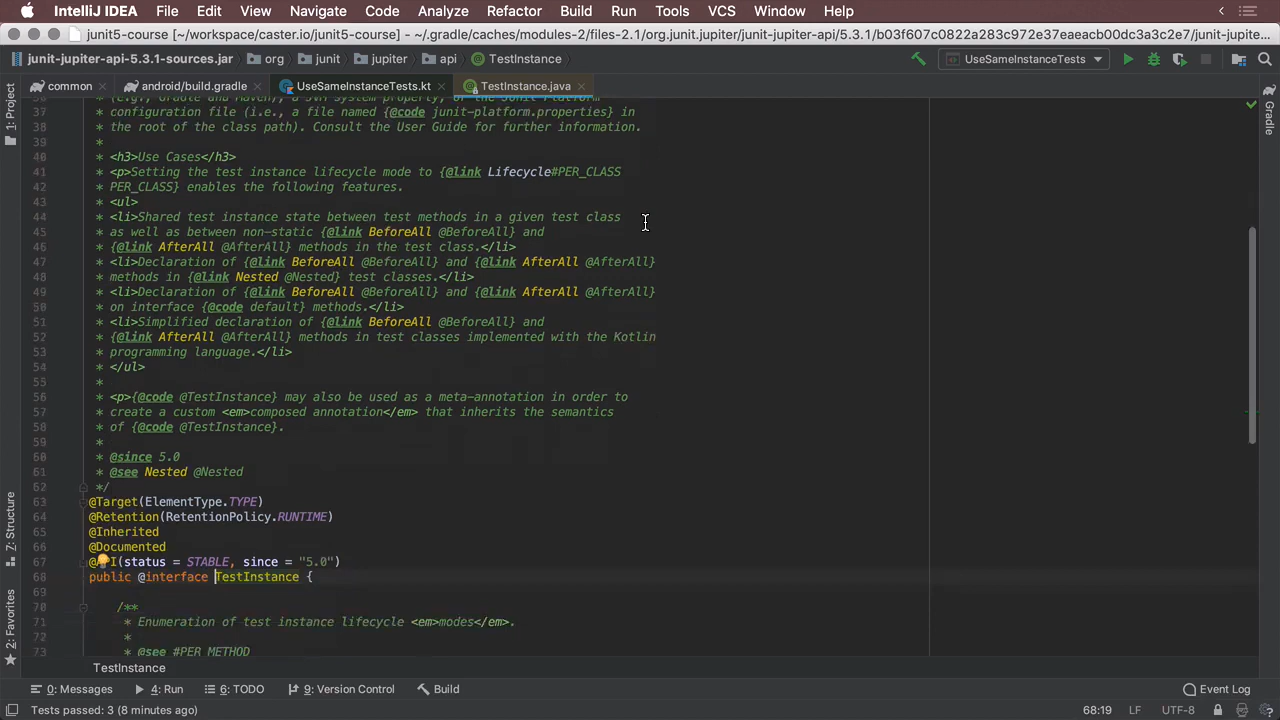 IntelliJ IDEA File Edit View Navigate Code Analyze Refactor Build Run Tools VCS Window Help
junit5-course [~/workspace/caster.io/junit5-course] - ~/.gradle/caches/modules-2/files-2.1/org.junit.jupiter/junit-jupiter-api/5.3.1/b03f607c0822a283c972e37eaeacb00dc3a3c2e7/junit-jupiter-api-5....
junit-jupiter-api-5.3.1-sources.jar org junit jupiter api TestInstance UseSameInstanceTests
common android/build.gradle UseSameInstanceTests.kt TestInstance.java
1: Project
Gradle
37 * configuration file (i.e., a file named {@code junit-platform.properties} in
38 * the root of the class path). Consult the User Guide for further information.
39 *
40 * <h3>Use Cases</h3>
41 * <p>Setting the test instance lifecycle mode to {@link Lifecycle#PER_CLASS
42 * PER_CLASS} enables the following features.
43 * <ul>
44 * <li>Shared test instance state between test methods in a given test class
45 * as well as between non-static {@link BeforeAll @BeforeAll} and
46 * {@link AfterAll @AfterAll} methods in the test class.</li>
47 * <li>Declaration of {@link BeforeAll @BeforeAll} and {@link AfterAll @AfterAll}
48 * methods in {@link Nested @Nested} test classes.</li>
49 * <li>Declaration of {@link BeforeAll @BeforeAll} and {@link AfterAll @AfterAll}
50 * on interface {@code default} methods.</li>
51 * <li>Simplified declaration of {@link BeforeAll @BeforeAll} and
52 * {@link AfterAll @AfterAll} methods in test classes implemented with the Kotlin
53 * programming language.</li>
54 * </ul>
55 *
56 * <p>{@code @TestInstance} may also be used as a meta-annotation in order to
57 * create a custom <em>composed annotation</em> that inherits the semantics
58 * of {@code @TestInstance}.
59 *
60 * @since 5.0
61 * @see Nested @Nested
62 */
63 @Target(ElementType.TYPE)
64 @Retention(RetentionPolicy.RUNTIME)
65 @Inherited
66 @Documented
67 @I(status = STABLE, since = "5.0")
68 public @interface TestInstance {
69
70 /**
71 * Enumeration of test instance lifecycle <em>modes</em>.
72 *
73 * @see #PER_METHOD
Z: Structure
2: Favorites
TestInstance
0: Messages 4: Run 6: TODO 9: Version Control Build Event Log
Tests passed: 3 (8 minutes ago) 68:19 LF UTF-8